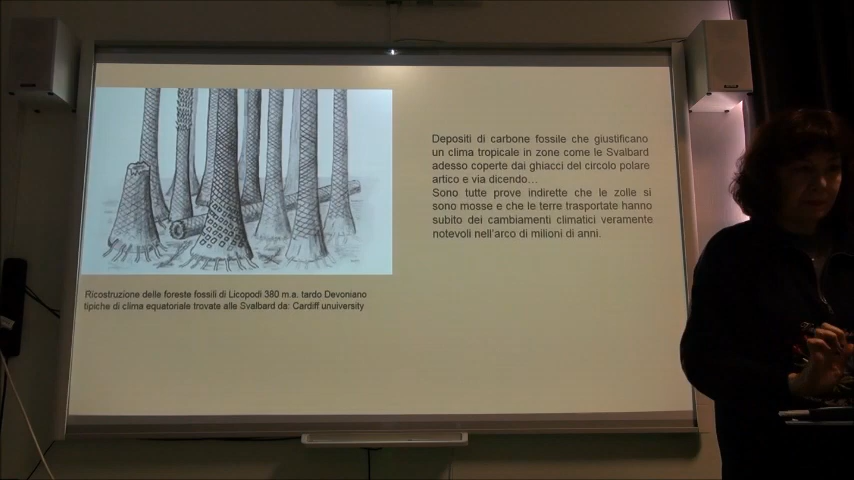 Depositi di carbone fossile che giustificano
un clima tropicale in zone come le Svalbard
adesso coperte dai ghiacci del circolo polare
artico e via dicendo…
Sono tutte prove indirette che le zolle si
sono mosse e che le terre trasportate hanno
subito dei cambiamenti climatici veramente
notevoli nell'arco di milioni di anni.
Ricostruzione delle foreste fossili di Licopodi 380 m.a. tardo Devoniano
tipiche di clima equatoriale trovate alle Svalbard da: Cardiff unuiversity